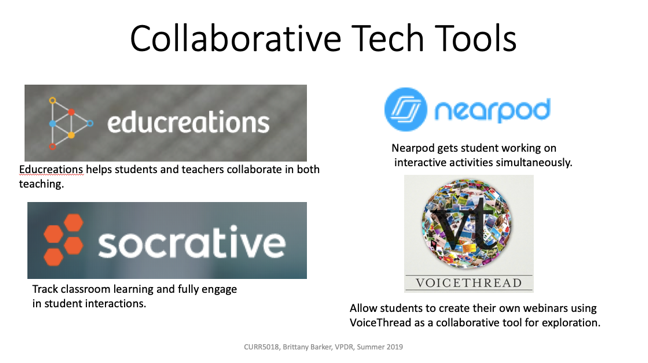 Collaborative Tech Tools
educreations
Educreations helps students and teachers collaborate in both
teaching.
nearpod
Nearpod gets student working on
interactive activities simultaneously.
socrative
Track classroom learning and fully engage
in student interactions.
vt
VOICETHREAD
Allow students to create their own webinars using
VoiceThread as a collaborative tool for exploration.
CURR5018, Brittany Barker, VPDR, Summer 2019